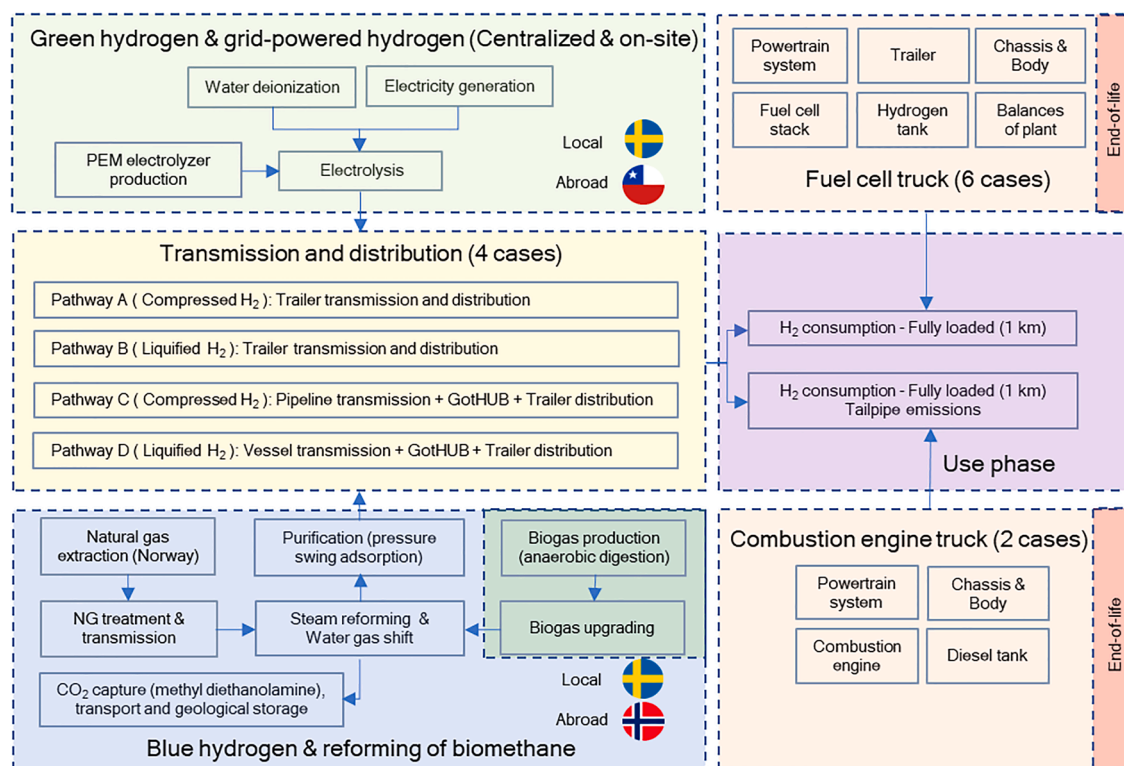 Green hydrogen & grid-powered hydrogen (Centralized & on-site)
Water deionization
Electricity generation
PEM electrolyzer
production
Electrolysis
Local
Abroad
Powertrain
system
Trailer
Chassis &
Body
Fuel cell
stack
Hydrogen
tank
Balances
of plant
Fuel cell truck (6 cases)
End-of-life
Transmission and distribution (4 cases)
Pathway A ( Compressed H₂ ): Trailer transmission and distribution
Pathway B ( Liquified H₂ ): Trailer transmission and distribution
Pathway C ( Compressed H₂ ): Pipeline transmission + GotHUB + Trailer distribution
Pathway D ( Liquified H₂ ): Vessel transmission + GotHUB + Trailer distribution
H₂ consumption - Fully loaded (1 km)
H₂ consumption - Fully loaded (1 km)
Tailpipe emissions
Use phase
Natural gas
extraction (Norway)
Purification (pressure
swing adsorption)
Biogas production
(anaerobic digestion)
NG treatment &
transmission
Steam reforming &
Water gas shift
Biogas upgrading
CO₂ capture (methyl diethanolamine),
transport and geological storage
Local
Abroad
Blue hydrogen & reforming of biomethane
Combustion engine truck (2 cases)
Powertrain
system
Chassis &
Body
Combustion
engine
Diesel tank
End-of-life